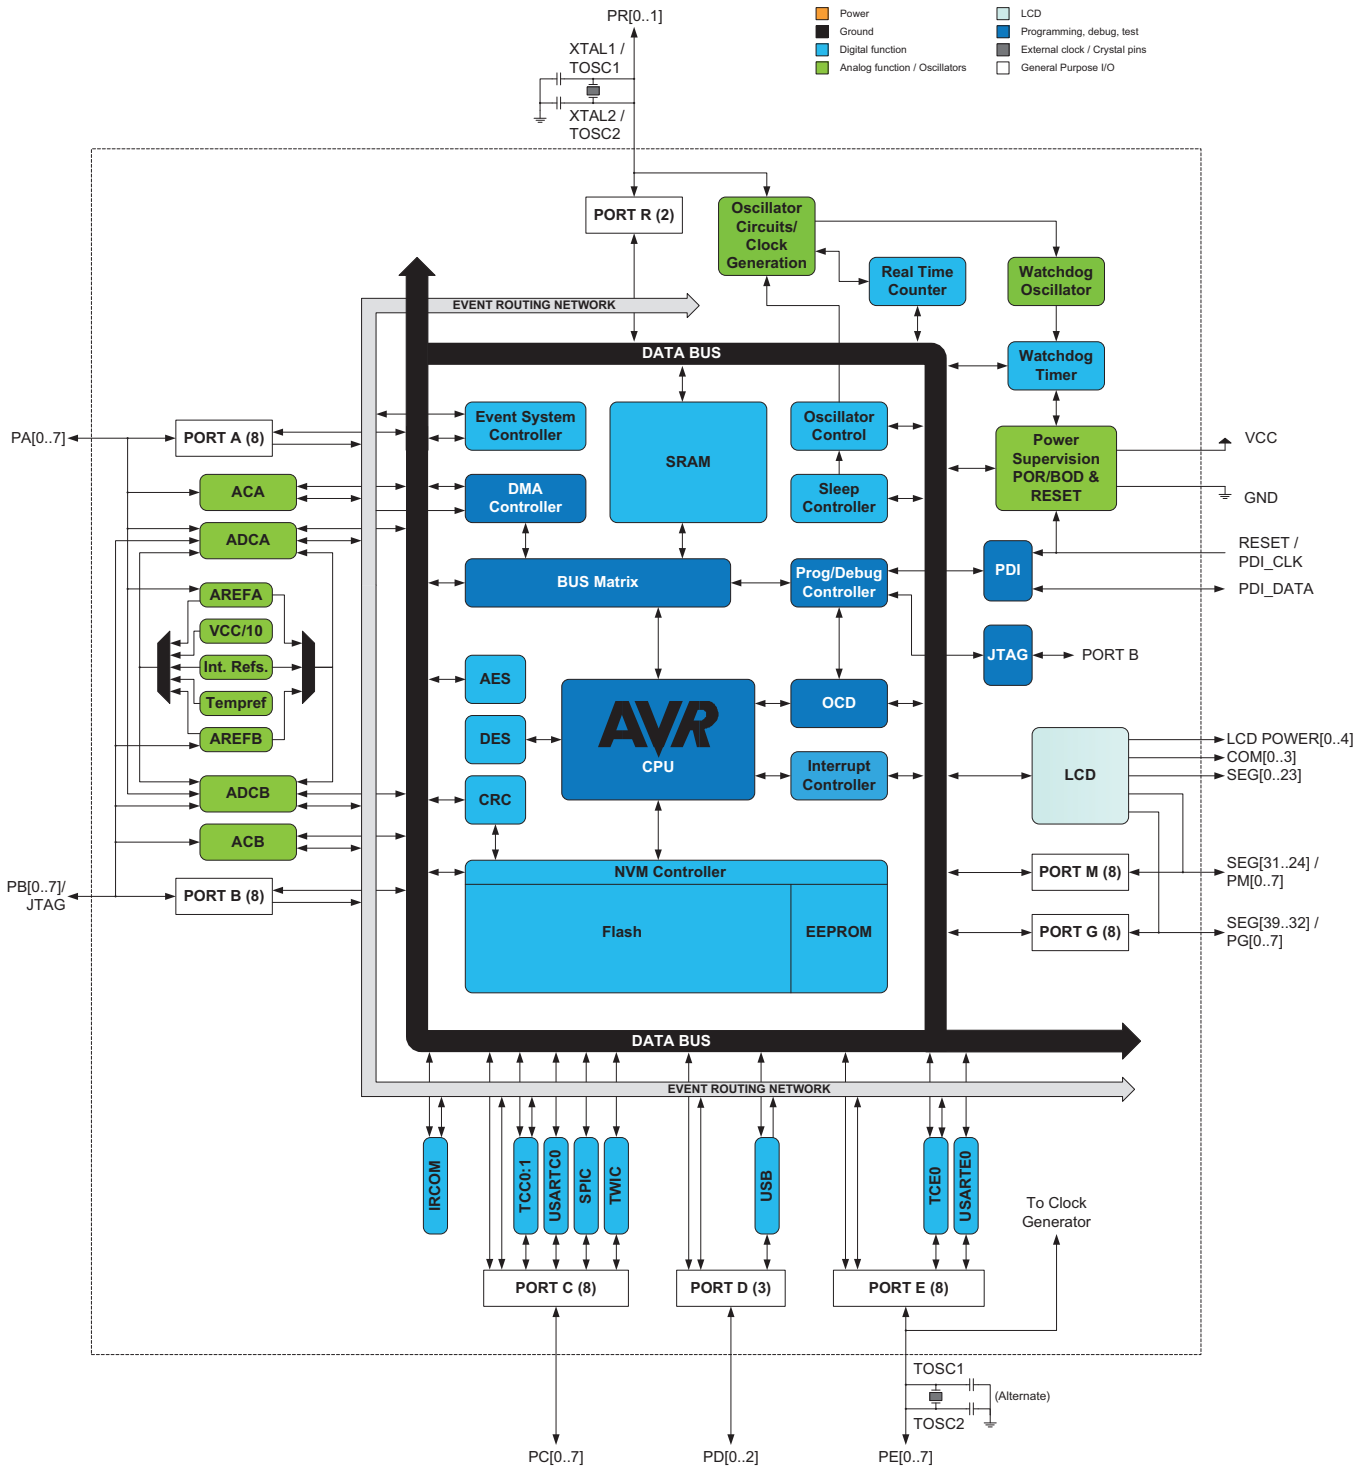 PR[0..1]
Power
Ground
Digital function
Analog function / Oscillators
LCD
Programming, debug, test
External clock / Crystal pins
General Purpose I/O
XTAL1 /
TOSC1
XTAL2 /
TOSC2
PORT R (2)
Oscillator
Circuits/
Clock
Generation
Real Time
Counter
Watchdog
Oscillator
EVENT ROUTING NETWORK
DATA BUS
Watchdog
Timer
PA[0..7]
PORT A (8)
Event System
Controller
SRAM
Oscillator
Control
Power
Supervision
POR/BOD &
RESET
VCC
GND
ACA
DMA
Controller
Sleep
Controller
ADCA
RESET /
PDI_CLK
PDI
PDI_DATA
BUS Matrix
Prog/Debug
Controller
AREFA
VCC/10
Int. Refs.
Tempref
AREFB
JTAG
PORT B
AES
AVR
CPU
OCD
DES
Interrupt
Controller
CRC
LCD
LCD POWER[0..4]
COM[0..3]
SEG[0..23]
ADCB
ACB
PB[0..7]/
JTAG
PORT B (8)
NVM Controller
Flash
EEPROM
PORT M (8)
SEG[31..24] /
PM[0..7]
PORT G (8)
SEG[39..32] /
PG[0..7]
DATA BUS
EVENT ROUTING NETWORK
IRCOM
TCC0:1
USARTC0
SPIC
TWIC
USB
TCE0
USARTE0
To Clock
Generator
PORT C (8)
PORT D (3)
PORT E (8)
TOSC1
(Alternate)
TOSC2
PC[0..7]
PD[0..2]
PE[0..7]